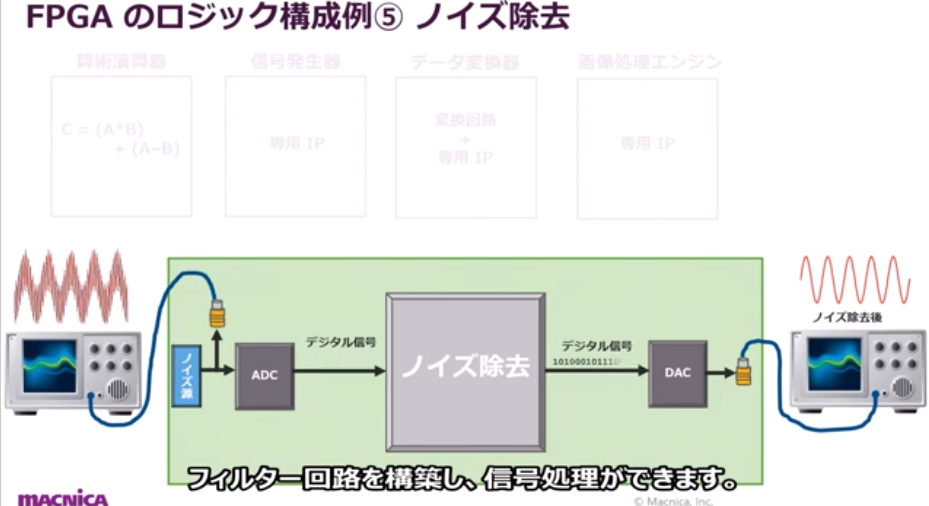 FPGA のロジック構成例⑤ ノイズ除去
算術演算器
信号発生器
データ変換器
画像処理エンジン
C = (A*B)
+ (A–B)
専用 IP
変換回路
+
専用 IP
専用 IP
ノイズ除去後
ノイズ源
ADC
デジタル信号
ノイズ除去
デジタル信号
101000101110
DAC
フィルター回路を構築し、信号処理ができます。
MACNICA
© Macnica, Inc.